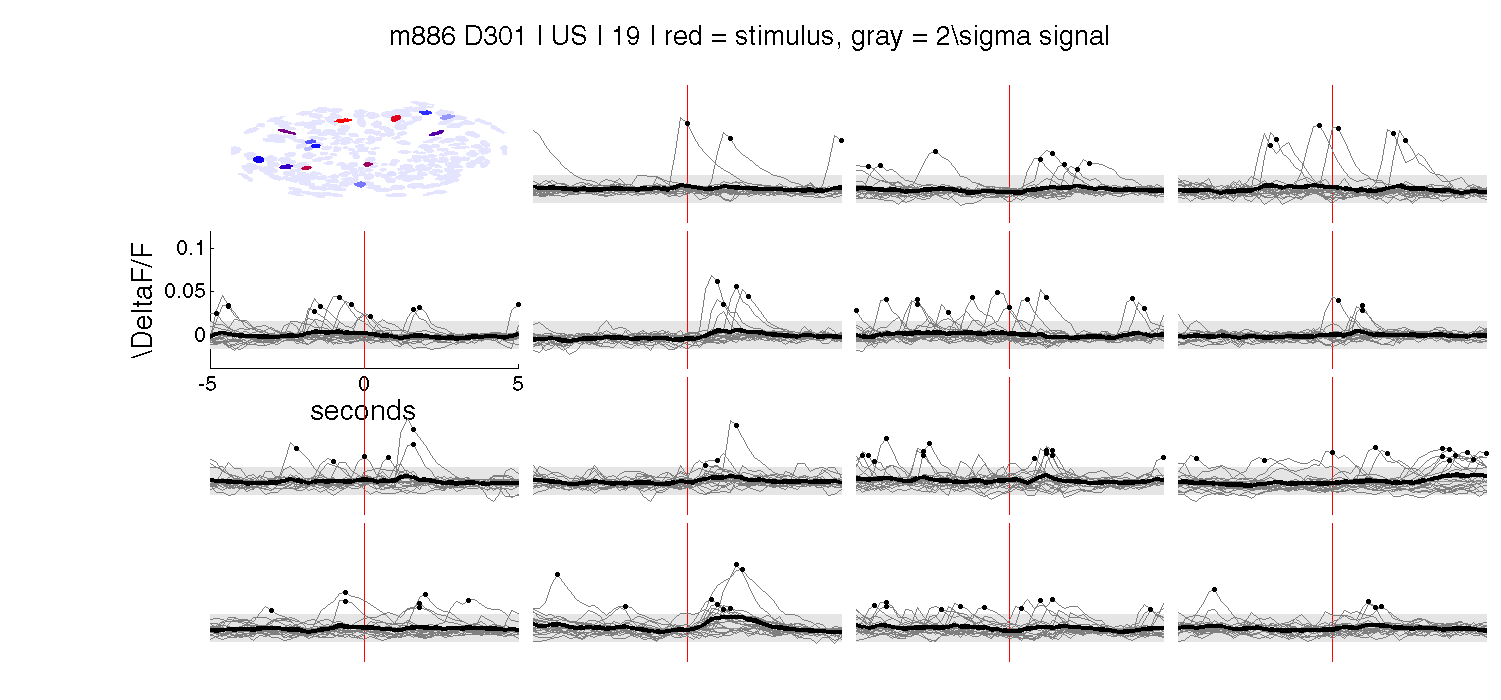 m886 D301 | US | 19 | red = stimulus, gray = 2\sigma signal
\DeltaF/F
0.1
0.05
0
-5 0 5
seconds